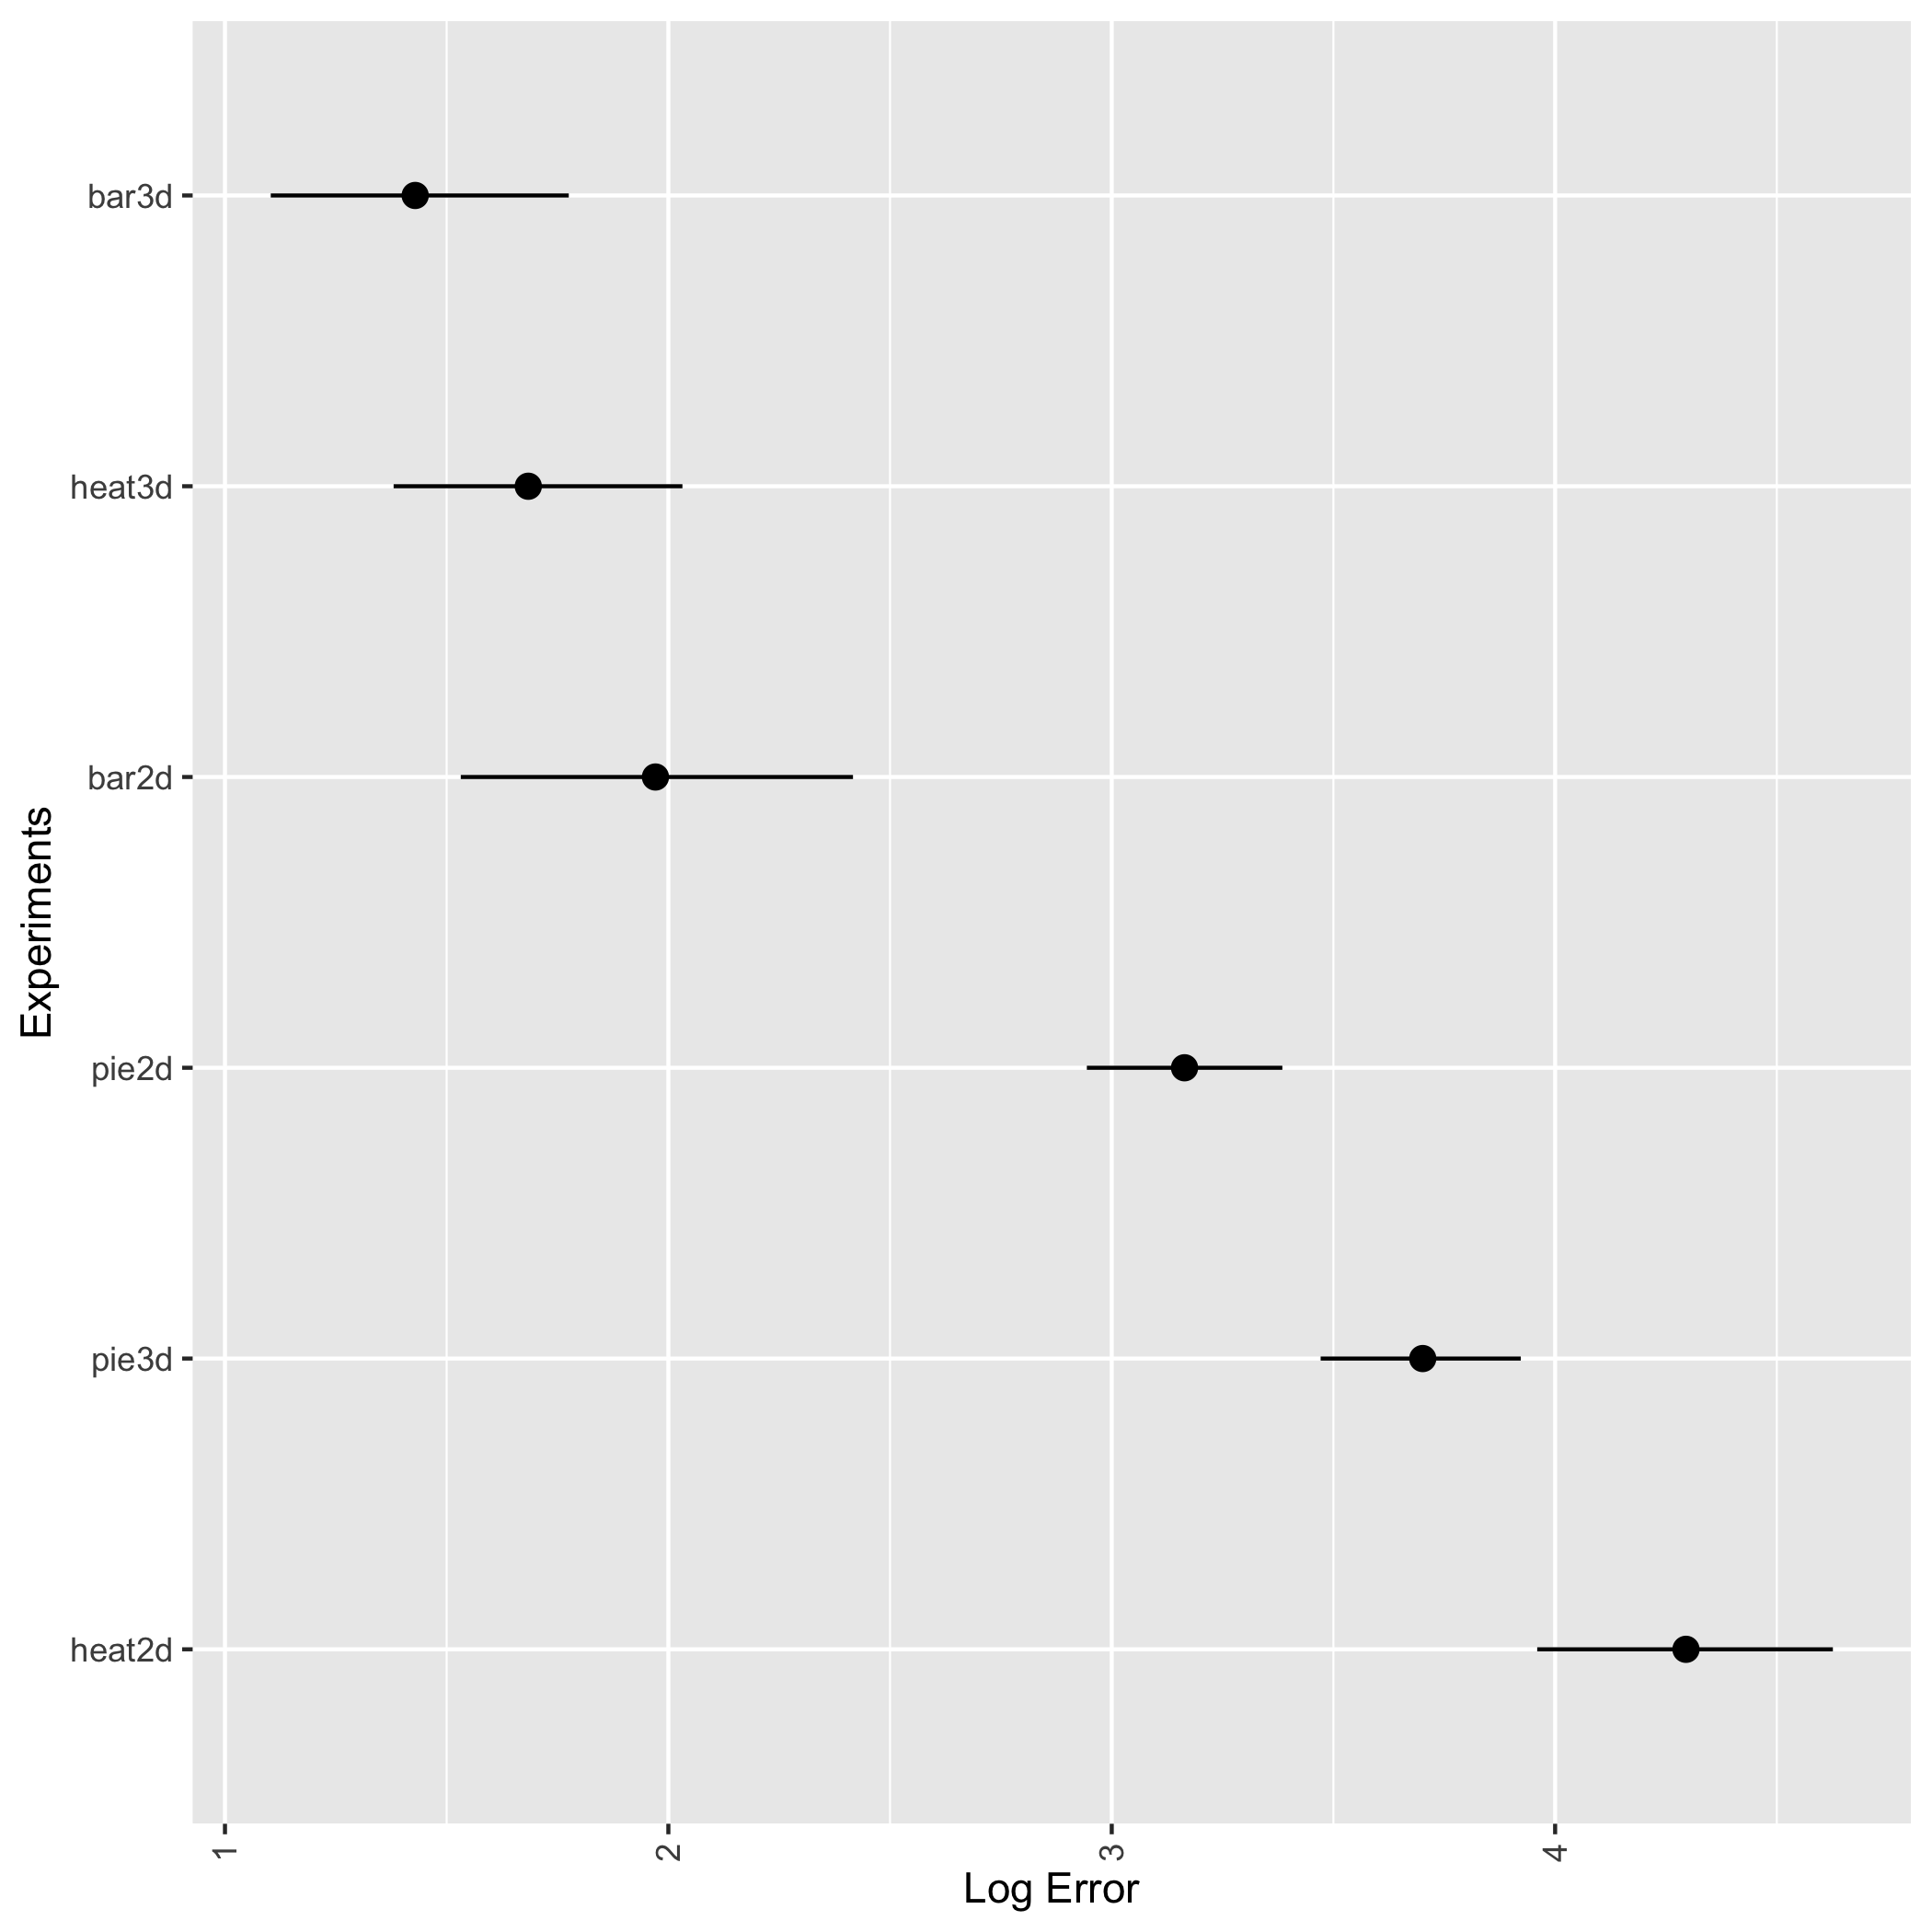 Experiments
bar3d
heat3d
bar2d
pie2d
pie3d
heat2d
1
2
3
4
Log Error